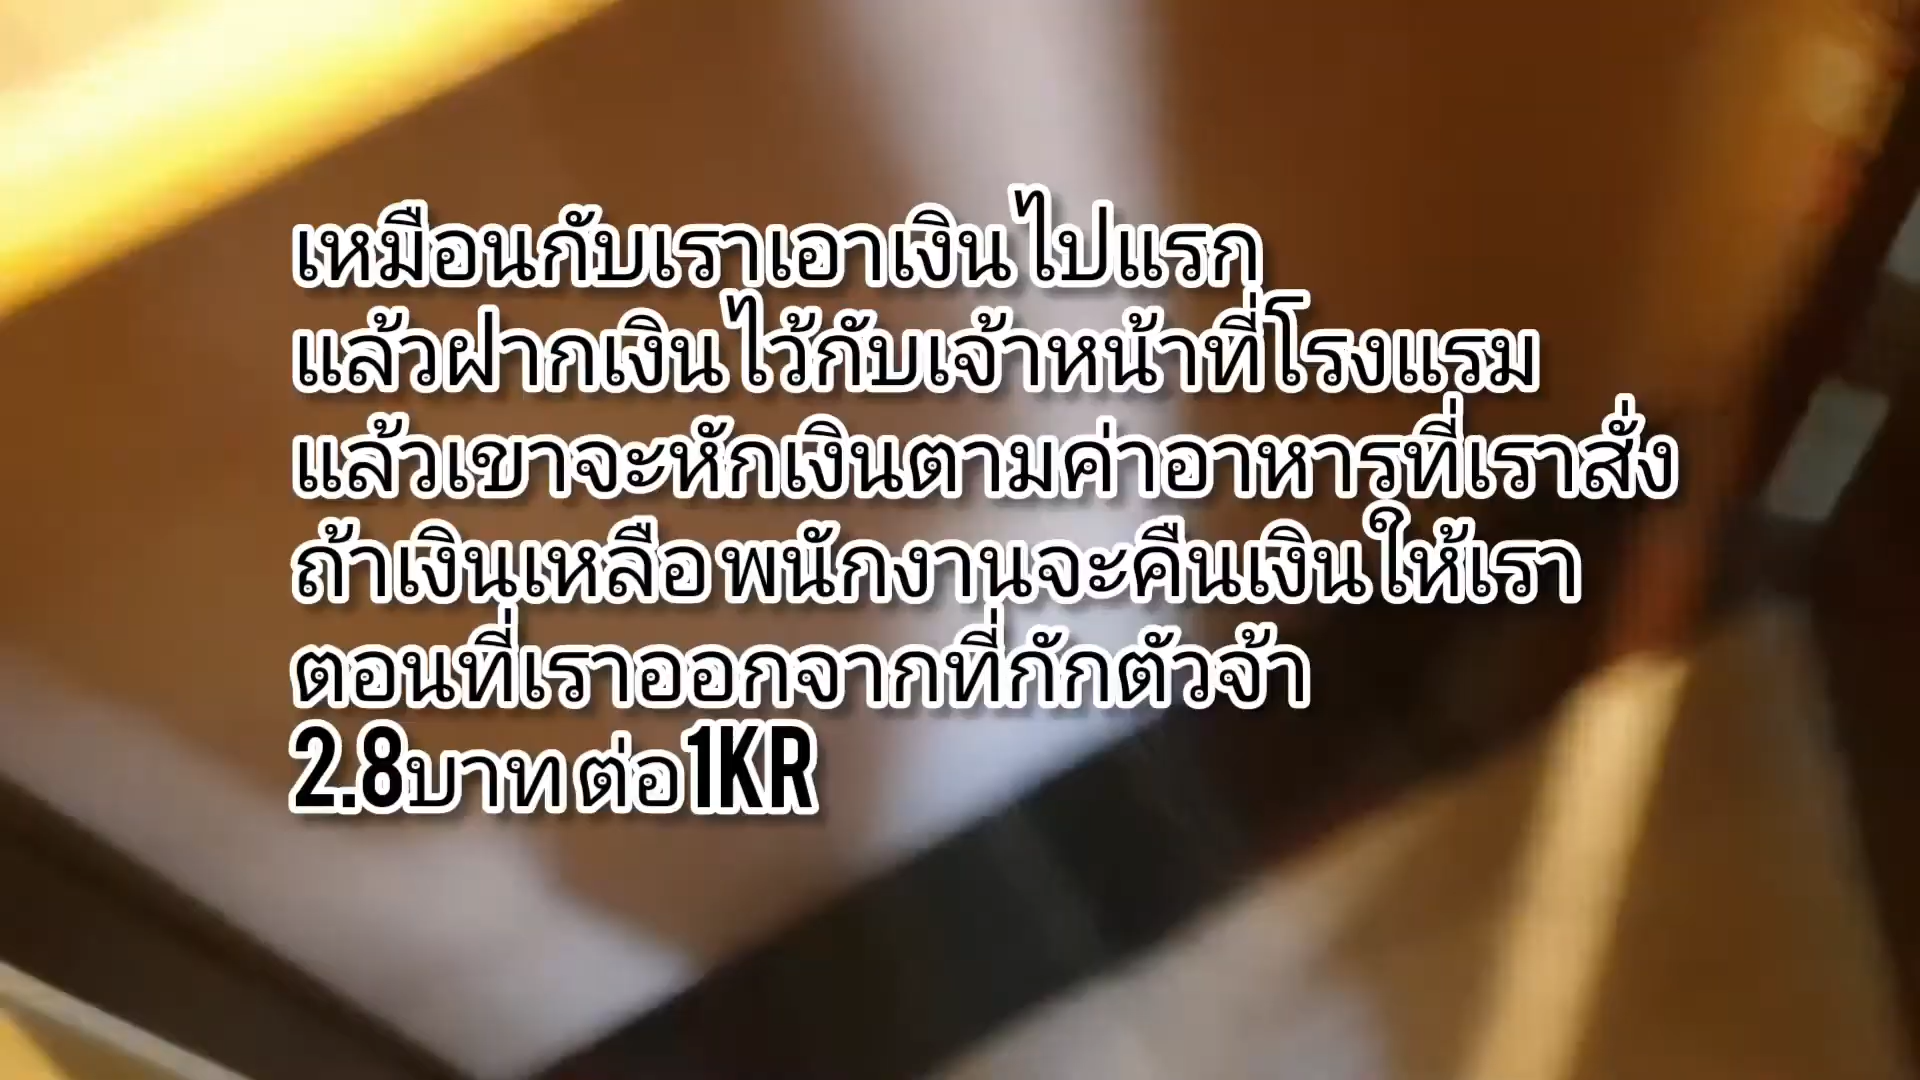 เหมือนกับเราเอาเงินไปแรก
แล้วฝากเงินไว้กับเจ้าหน้าที่โรงแรม
แล้วเขาจะหักเงินตามค่าอาหารที่เราสั่ง
ถ้าเงินเหลือ พนักงานจะคืนเงินให้เรา
ตอนที่เราออกจากที่กักตัวจ้า
2.8บาท ต่อ 1KR